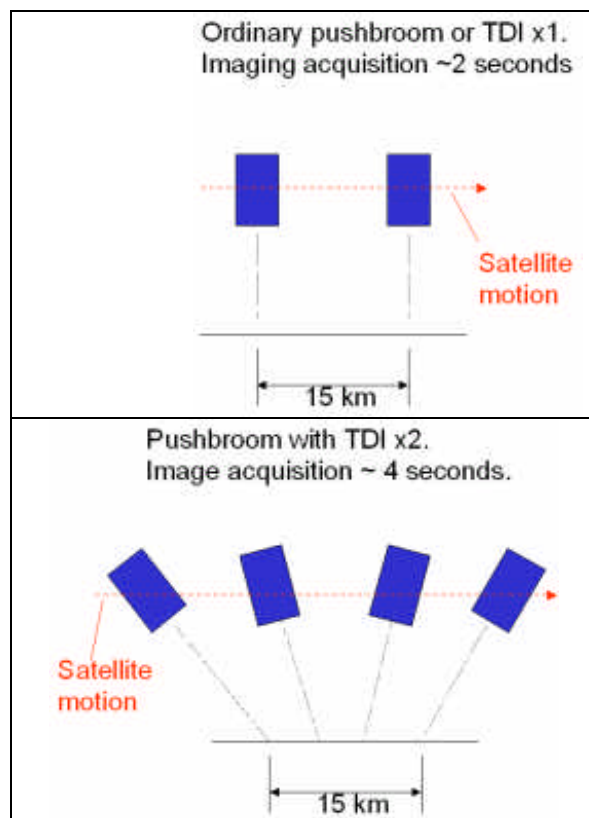 Ordinary pushbroom or TDI x1.
Imaging acquisition ~2 seconds
Satellite
motion
15 km
Pushbroom with TDI x2.
Image acquisition ~ 4 seconds.
Satellite
motion
15 km